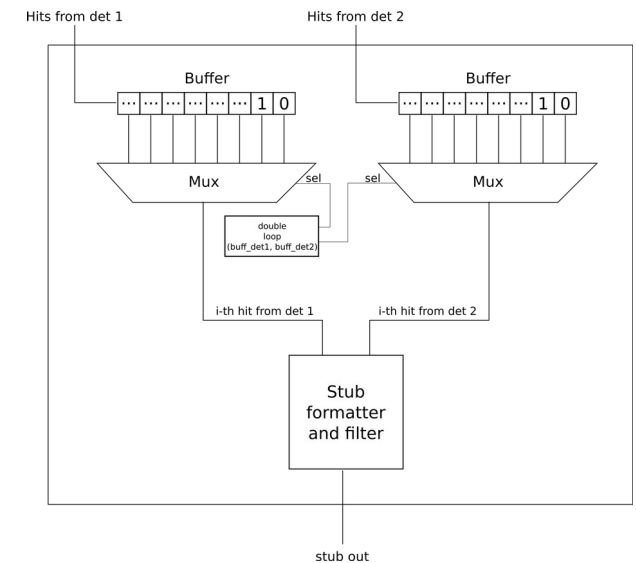 Hits from det 1
Hits from det 2
Buffer
Buffer
... ... ... ... ... ... 1 0
... ... ... ... ... ... 1 0
Mux
Mux
sel
sel
double
loop
(buff_det1, buff_det2)
i-th hit from det 1
i-th hit from det 2
Stub
formatter
and filter
stub out